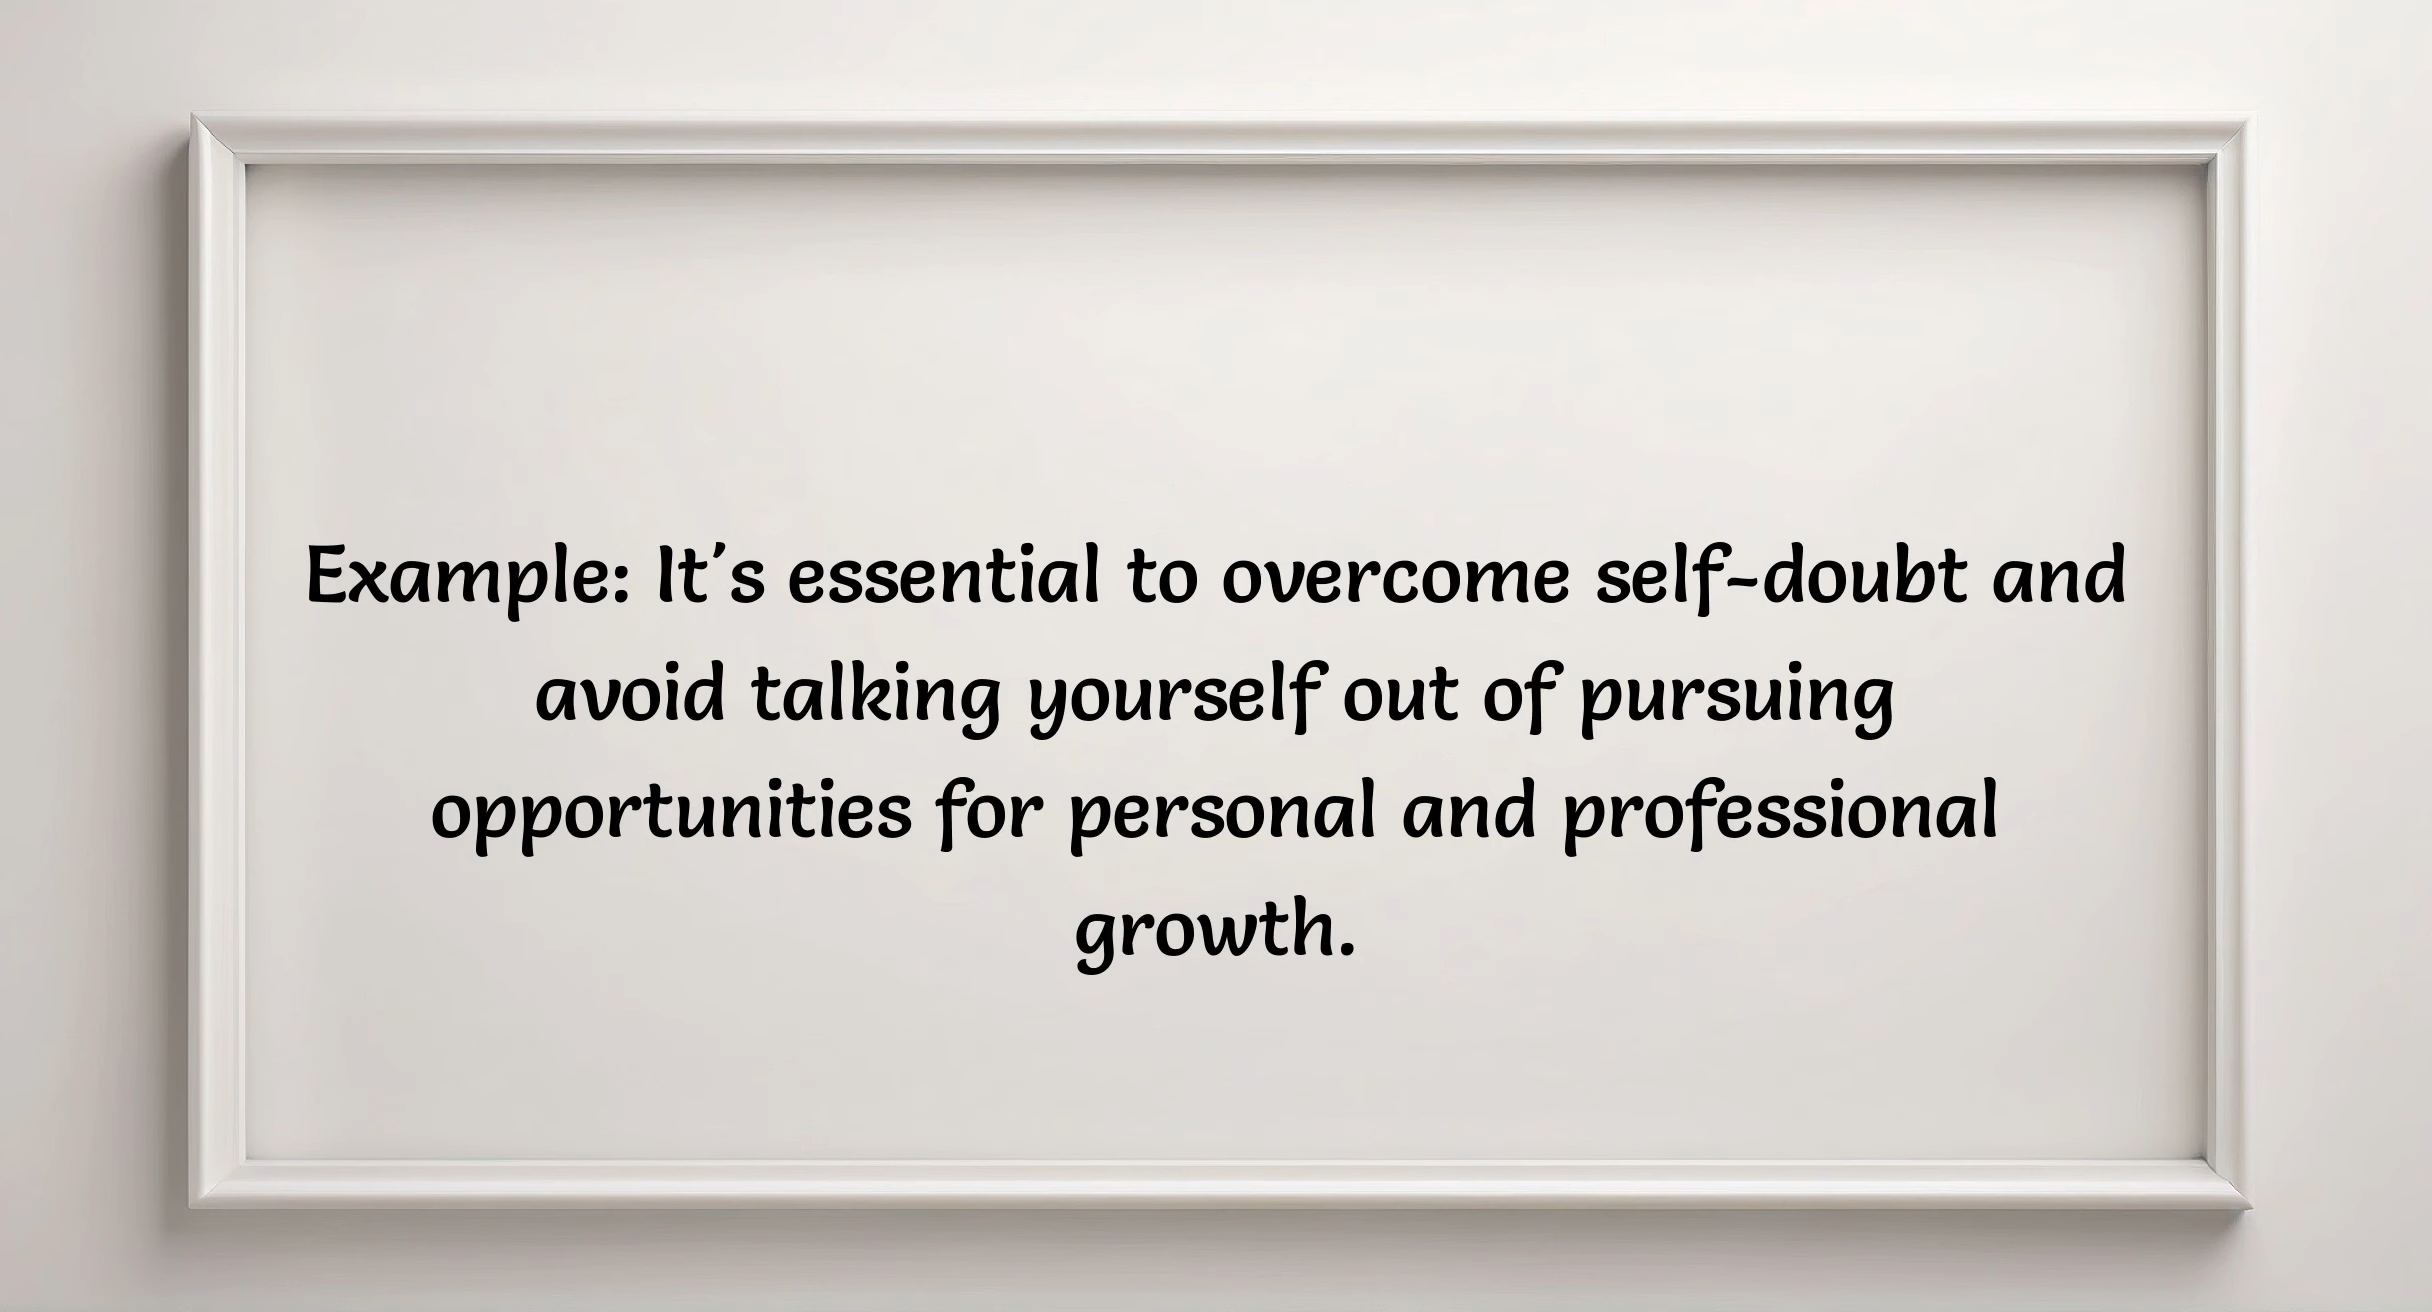 Example: It's essential to overcome self-doubt and
avoid talking yourself out of pursuing
opportunities for personal and professional
growth.